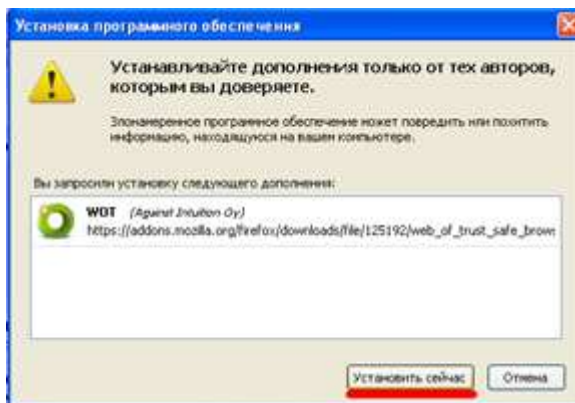 Установка программного обеспечения
Устанавливайте дополнения только от тех авторов,
которым вы доверяете.
Злонамеренное программное обеспечение может повредить или похитить
информацию, находящуюся на вашем компьютере.
Вы запросили установку следующего дополнения:
WOT (Against Intuition Oy)
https://addons.mozilla.org/firefox/downloads/file/125192/web_of_trust_safe_brows
Установить сейчас
Отмена